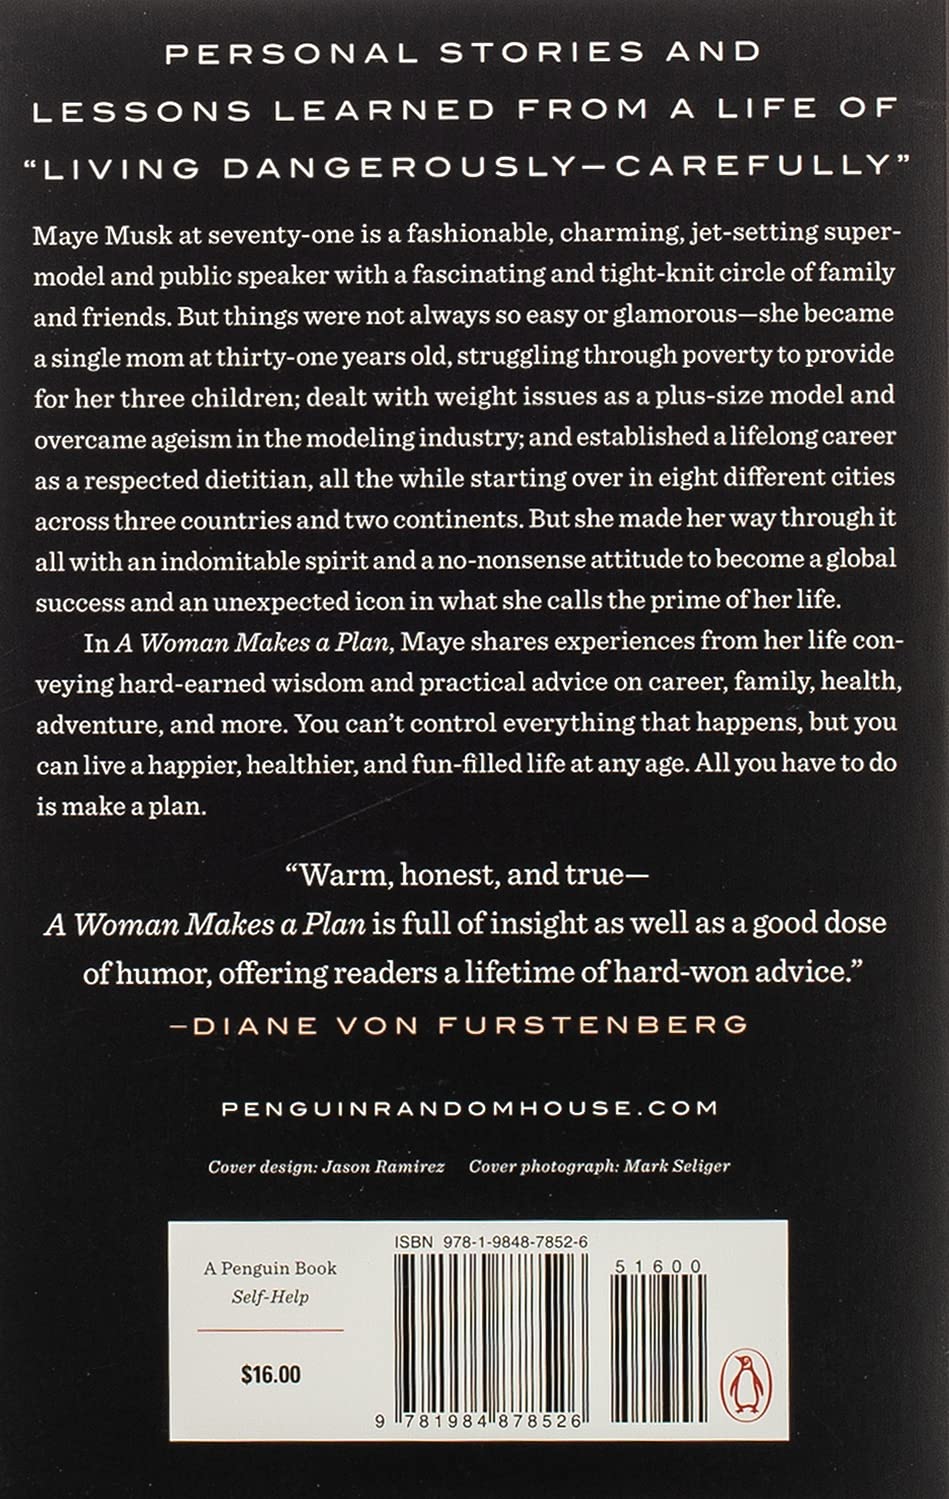 PERSONAL STORIES AND
LESSONS LEARNED FROM A LIFE OF
“LIVING DANGEROUSLY—CAREFULLY”
Maye Musk at seventy-one is a fashionable, charming, jet-setting super-
model and public speaker with a fascinating and tight-knit circle of family
and friends. But things were not always so easy or glamorous—she became
a single mom at thirty-one years old, struggling through poverty to provide
for her three children; dealt with weight issues as a plus-size model and
overcame ageism in the modeling industry; and established a lifelong career
as a respected dietitian, all the while starting over in eight different cities
across three countries and two continents. But she made her way through it
all with an indomitable spirit and a no-nonsense attitude to become a global
success and an unexpected icon in what she calls the prime of her life.
In A Woman Makes a Plan, Maye shares experiences from her life con-
veying hard-earned wisdom and practical advice on career, family, health,
adventure, and more. You can’t control everything that happens, but you
can live a happier, healthier, and fun-filled life at any age. All you have to do
is make a plan.
“Warm, honest, and true—
A Woman Makes a Plan is full of insight as well as a good dose
of humor, offering readers a lifetime of hard-won advice.”
—DIANE VON FURSTENBERG
PENGUINRANDOMHOUSE.COM
Cover design: Jason Ramirez Cover photograph: Mark Seliger
A Penguin Book
Self-Help
$16.00
ISBN 978-1-9848-7852-6
51600
9 781984 878526